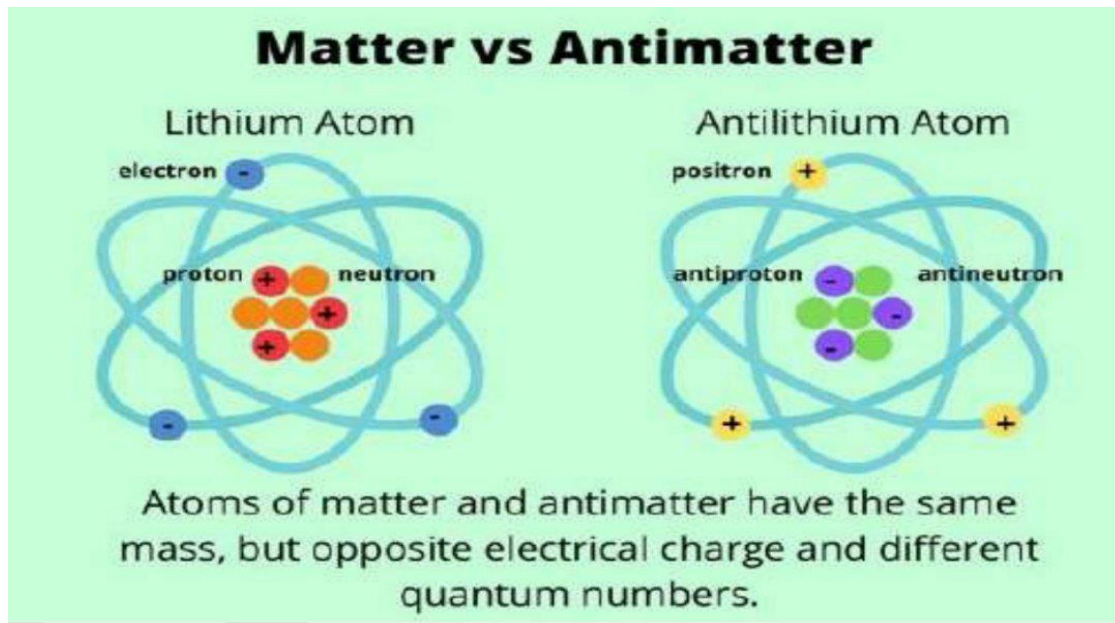 Matter vs Antimatter
Lithium Atom
Antilithium Atom
electron -
positron +
proton + neutron
antiproton - antineutron
+
-
+
-
- -
+ +
Atoms of matter and antimatter have the same
mass, but opposite electrical charge and different
quantum numbers.